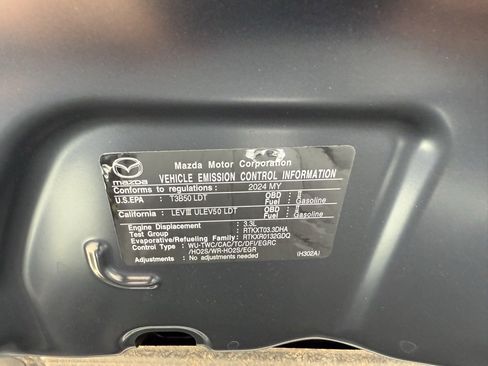 Mazda Motor Corporation
mazda
VEHICLE EMISSION CONTROL INFORMATION
Conforms to regulations : 2024 MY
U.S.EPA : T3B50 LDT OBD : II
Fuel : Gasoline
California : LEVⅢ ULEV50 LDT OBD : II
Fuel : Gasoline
Engine Displacement : 3.3L
Test Group : RTKXT03.3DHA
Evaporative/Refueling Family : RTKXR0132GDQ
Control Type : WU-TWC/CAC/TC/DFI/EGRC
/HO2S/WR-HO2S/EGR
Adjustments : No adjustments needed (H302A)